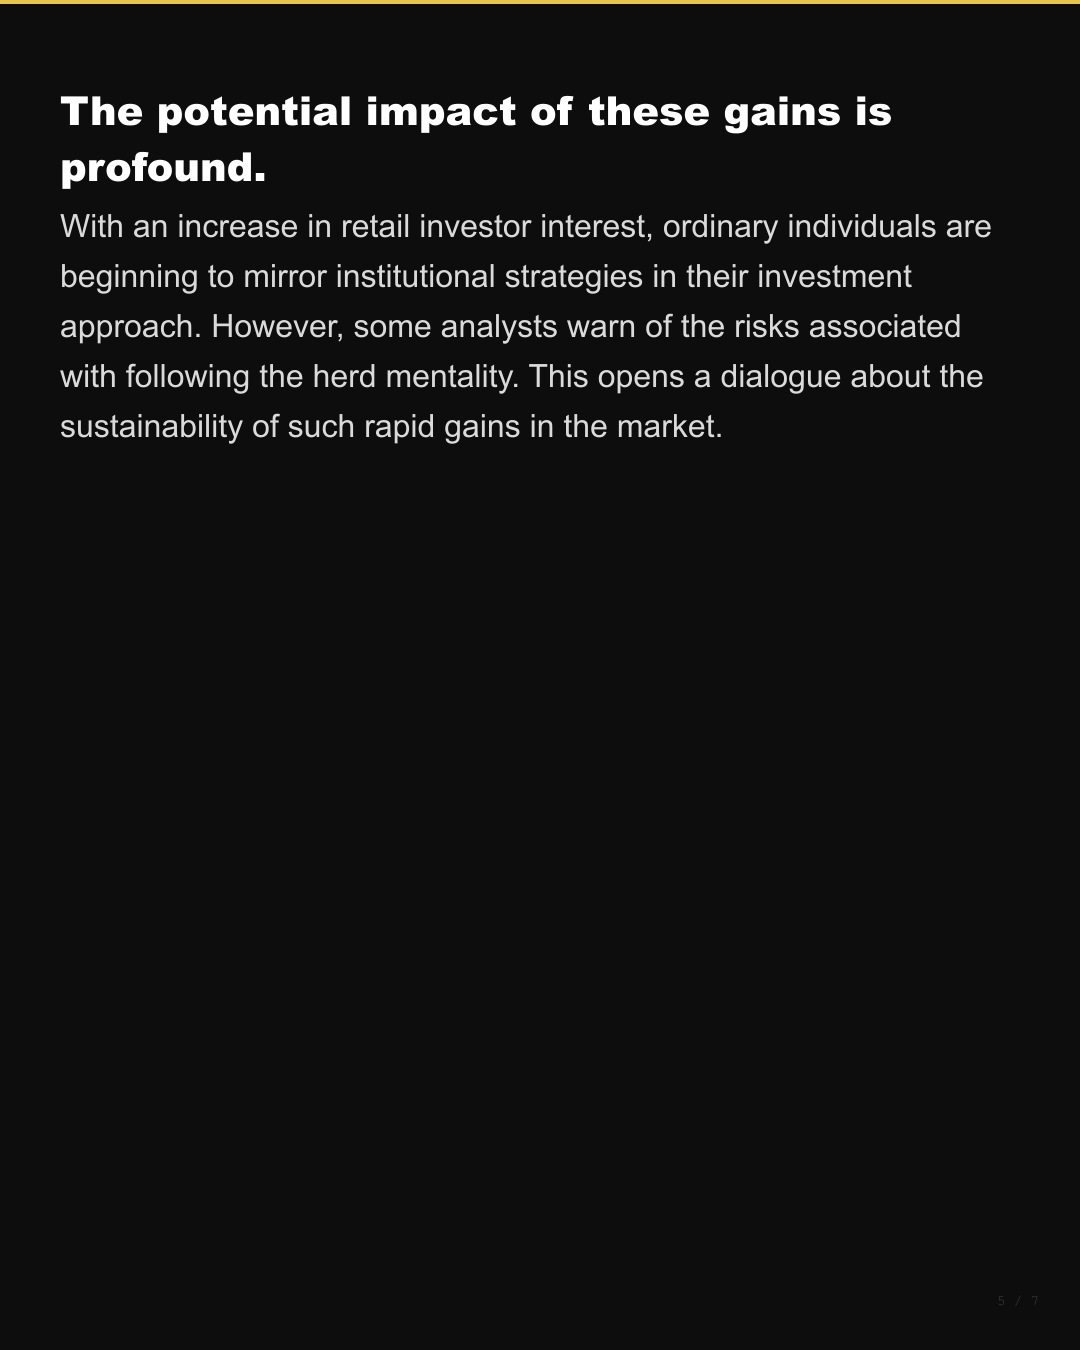 The potential impact of these gains is
profound.
With an increase in retail investor interest, ordinary individuals are
beginning to mirror institutional strategies in their investment
approach. However, some analysts warn of the risks associated
with following the herd mentality. This opens a dialogue about the
sustainability of such rapid gains in the market.
5 / 7